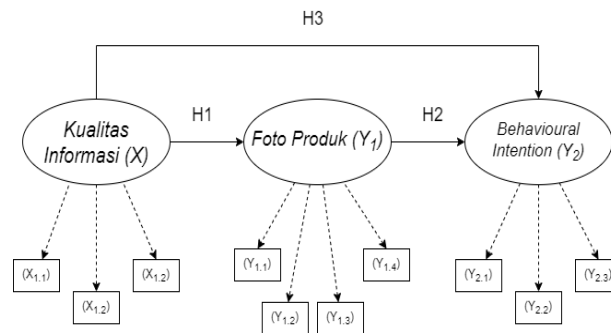 H3
Kualitas
Informasi (X)
H1
Foto Produk (Y₁)
H2
Behavioural
Intention (Y₂)
(X₁.₁)
(X₁.₂)
(X₁.₂)
(Y₁.₁)
(Y₁.₂)
(Y₁.₃)
(Y₁.₄)
(Y₂.₁)
(Y₂.₂)
(Y₂.₃)